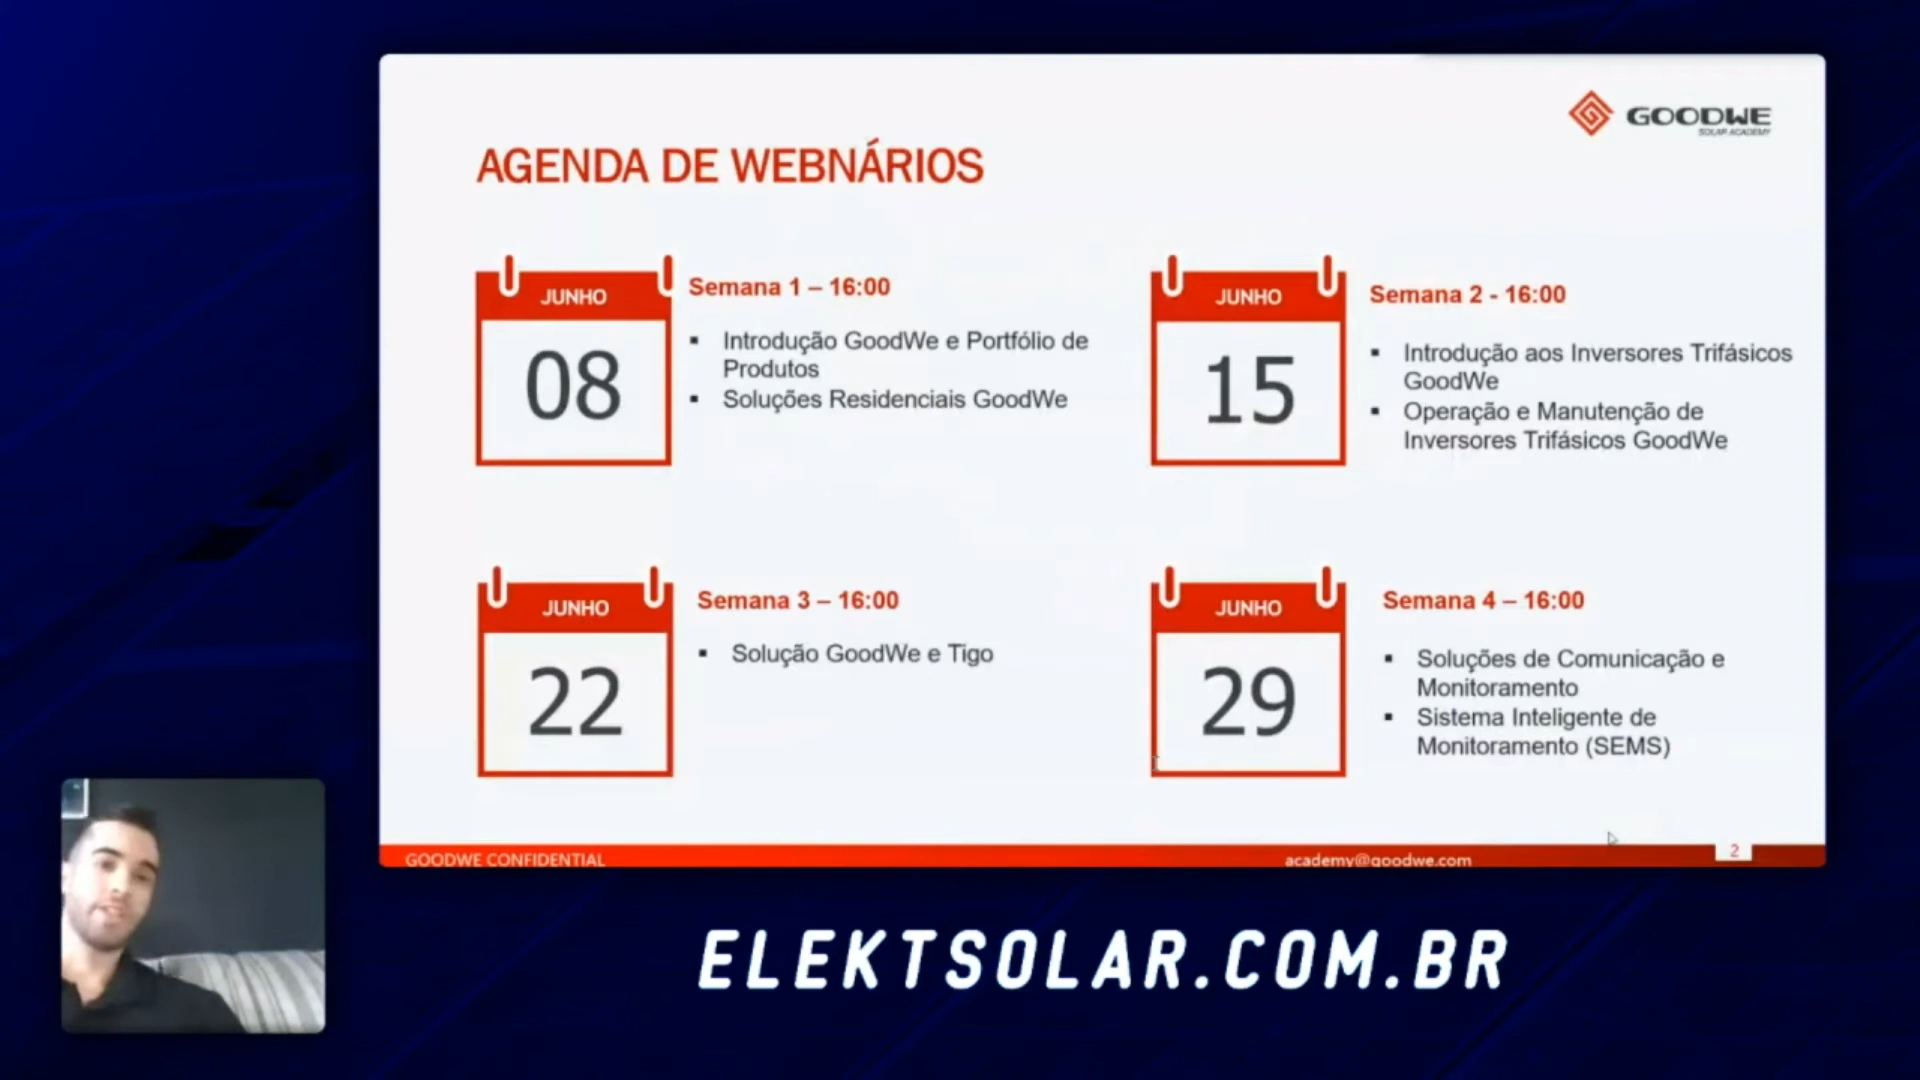 GOODWE
SOLAR ACADEMY
AGENDA DE WEBNÁRIOS
JUNHO
08
Semana 1 – 16:00
▪ Introdução GoodWe e Portfólio de
Produtos
▪ Soluções Residenciais GoodWe
JUNHO
15
Semana 2 - 16:00
▪ Introdução aos Inversores Trifásicos
GoodWe
▪ Operação e Manutenção de
Inversores Trifásicos GoodWe
JUNHO
22
Semana 3 – 16:00
▪ Solução GoodWe e Tigo
JUNHO
29
Semana 4 – 16:00
▪ Soluções de Comunicação e
Monitoramento
▪ Sistema Inteligente de
Monitoramento (SEMS)
GOODWE CONFIDENTIAL
academy@goodwe.com
2
ELEKTSOLAR.COM.BR